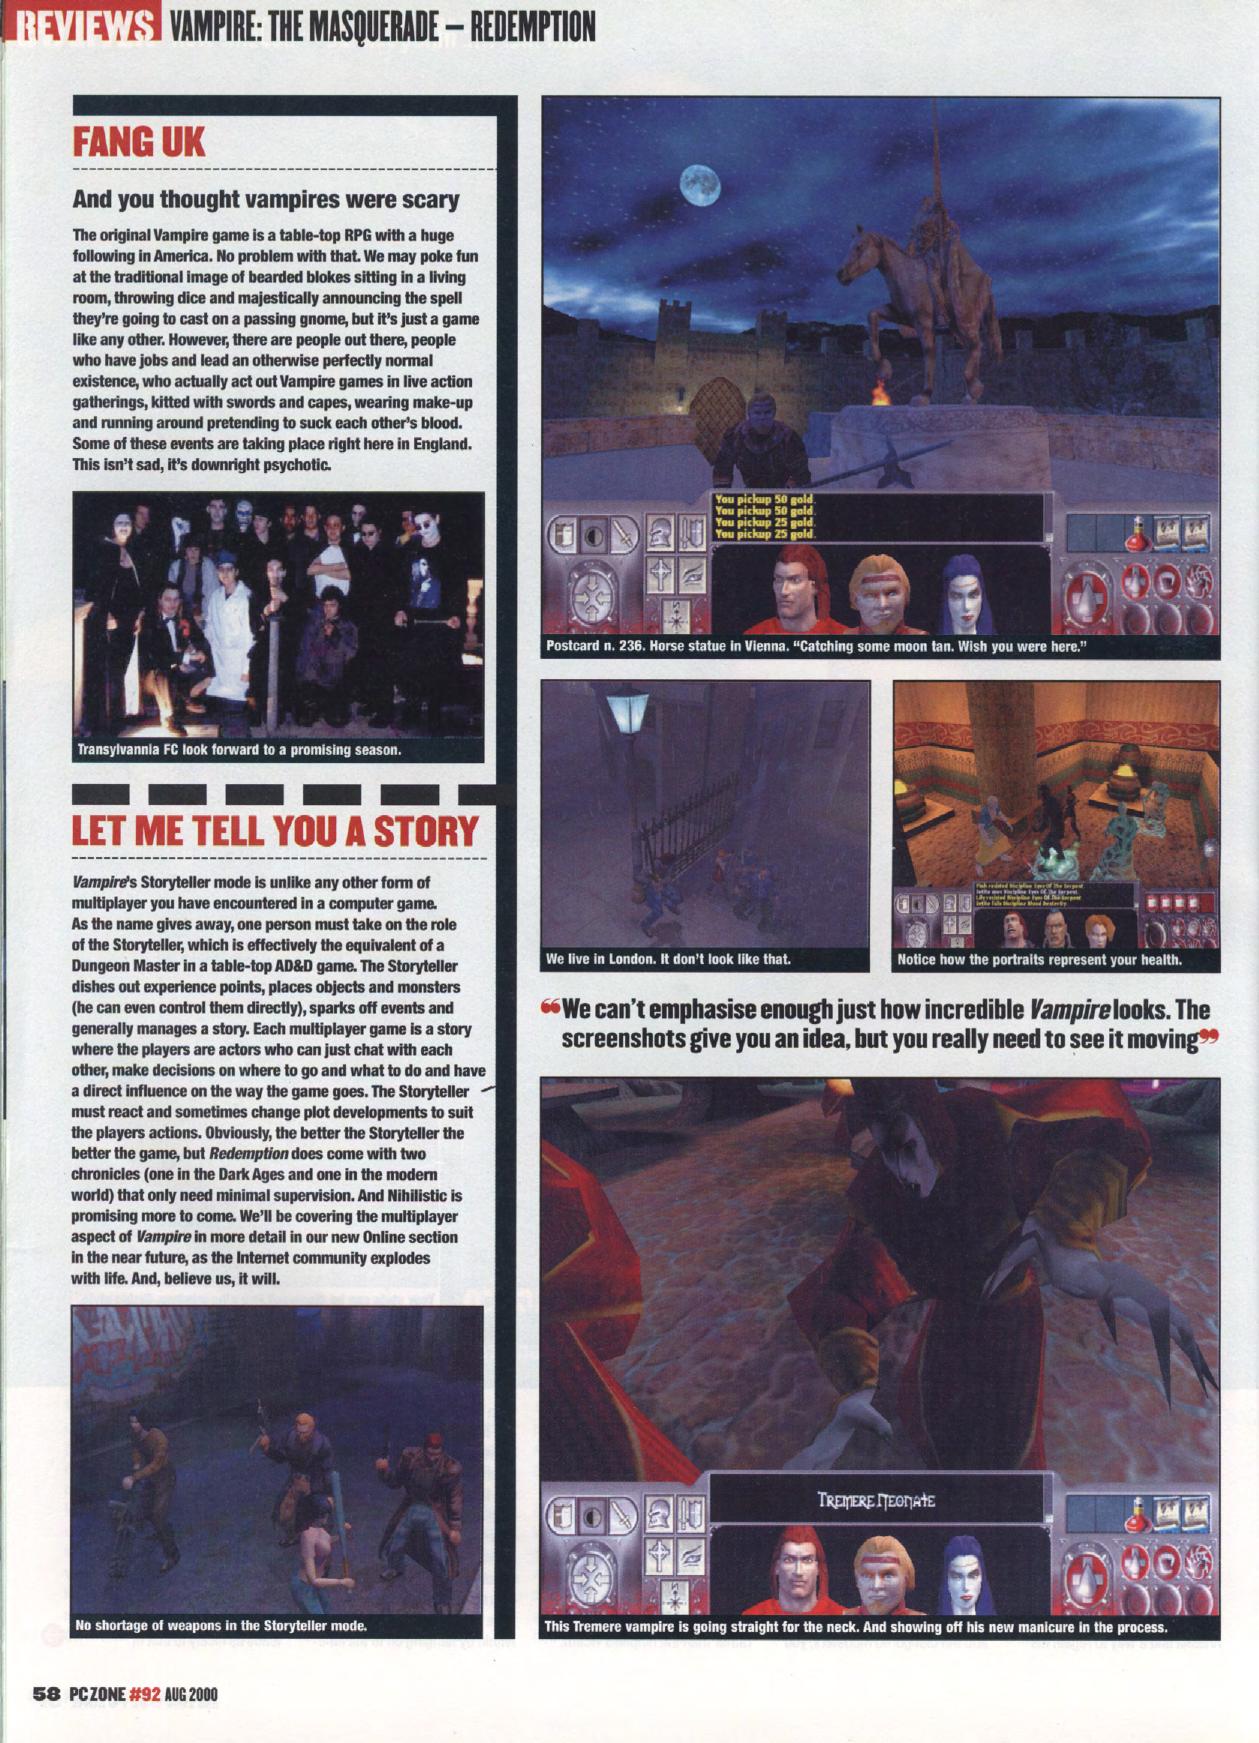 REVIEWS VAMPIRE: THE MASQUERADE – REDEMPTION
FANG UK
And you thought vampires were scary
The original Vampire game is a table-top RPG with a huge
following in America. No problem with that. We may poke fun
at the traditional image of bearded blokes sitting in a living
room, throwing dice and majestically announcing the spell
they're going to cast on a passing gnome, but it's just a game
like any other. However, there are people out there, people
who have jobs and lead an otherwise perfectly normal
existence, who actually act out Vampire games in live action
gatherings, kitted with swords and capes, wearing make-up
and running around pretending to suck each other's blood.
Some of these events are taking place right here in England.
This isn't sad, it's downright psychotic.
Transylvannia FC look forward to a promising season.
LET ME TELL YOU A STORY
Vampire's Storyteller mode is unlike any other form of
multiplayer you have encountered in a computer game.
As the name gives away, one person must take on the role
of the Storyteller, which is effectively the equivalent of a
Dungeon Master in a table-top AD&D game. The Storyteller
dishes out experience points, places objects and monsters
(he can even control them directly), sparks off events and
generally manages a story. Each multiplayer game is a story
where the players are actors who can just chat with each
other, make decisions on where to go and what to do and have
a direct influence on the way the game goes. The Storyteller
must react and sometimes change plot developments to suit
the players actions. Obviously, the better the Storyteller the
better the game, but Redemption does come with two
chronicles (one in the Dark Ages and one in the modern
world) that only need minimal supervision. And Nihilistic is
promising more to come. We'll be covering the multiplayer
aspect of Vampire in more detail in our new Online section
in the near future, as the Internet community explodes
with life. And, believe us, it will.
No shortage of weapons in the Storyteller mode.
You pickup 50 gold.
You pickup 50 gold.
You pickup 25 gold.
You pickup 25 gold.
Postcard n. 236. Horse statue in Vienna. “Catching some moon tan. Wish you were here.”
We live in London. It don't look like that.
Notice how the portraits represent your health.
“We can't emphasise enough just how incredible Vampire looks. The
screenshots give you an idea, but you really need to see it moving”
TREMERE NEONATE
This Tremere vampire is going straight for the neck. And showing off his new manicure in the process.
58 PC ZONE #92 AUG 2000